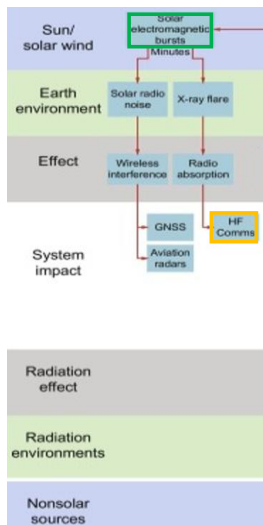 Sun/
solar wind
Solar
electromagnetic
bursts
Minutes
Earth
environment
Solar radio
noise
X-ray flare
Effect
Wireless
interference
Radio
absorption
System
impact
GNSS
HF
Comms
Aviation
radars
Radiation
effect
Radiation
environments
Nonsolar
sources